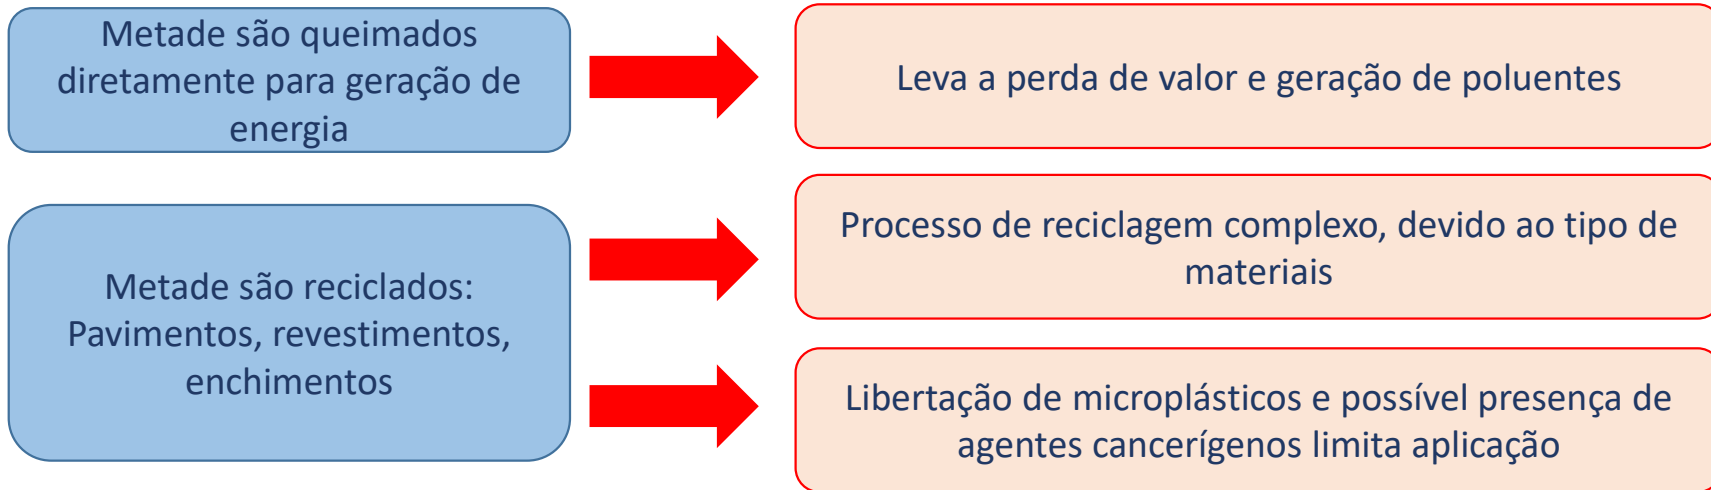 Metade são queimados
diretamente para geração de
energia
Leva a perda de valor e geração de poluentes
Metade são reciclados:
Pavimentos, revestimentos,
enchimentos
Processo de reciclagem complexo, devido ao tipo de
materiais
Libertação de microplásticos e possível presença de
agentes cancerígenos limita aplicação